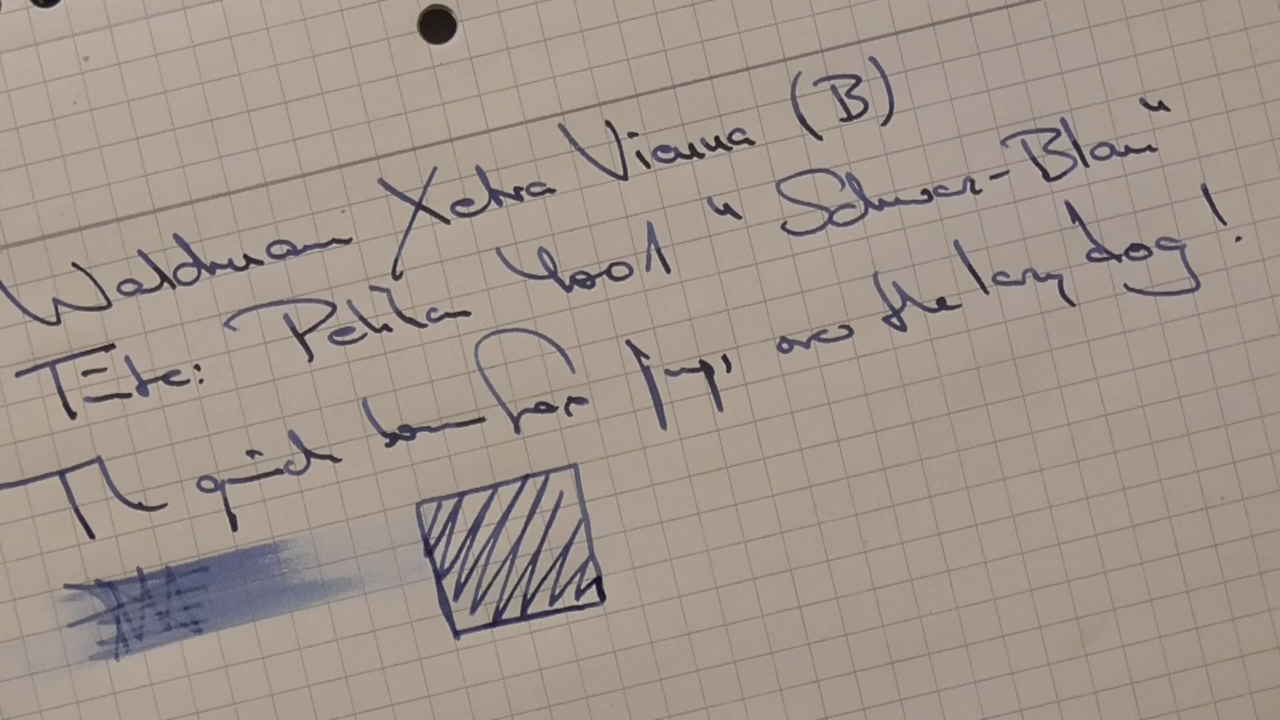 Waldmann Xetra Vienna (B)
Tinte: Pelikan 4001 "Schwarz-Blau"
The quick brown fox jumps over the lazy dog!